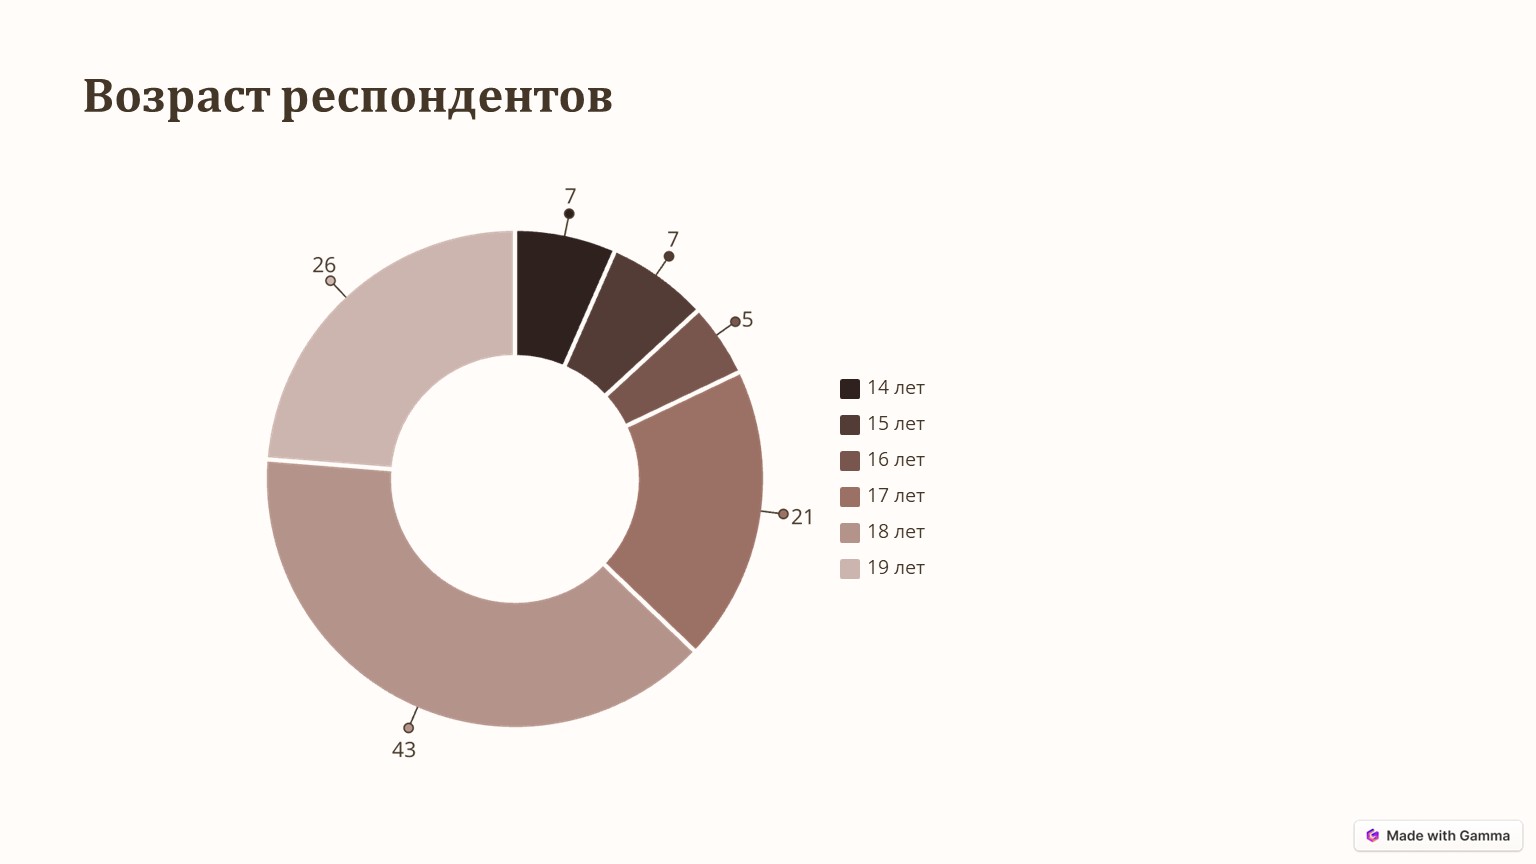 Возраст респондентов
7
7
26
5
21
43
14 лет
15 лет
16 лет
17 лет
18 лет
19 лет
Made with Gamma